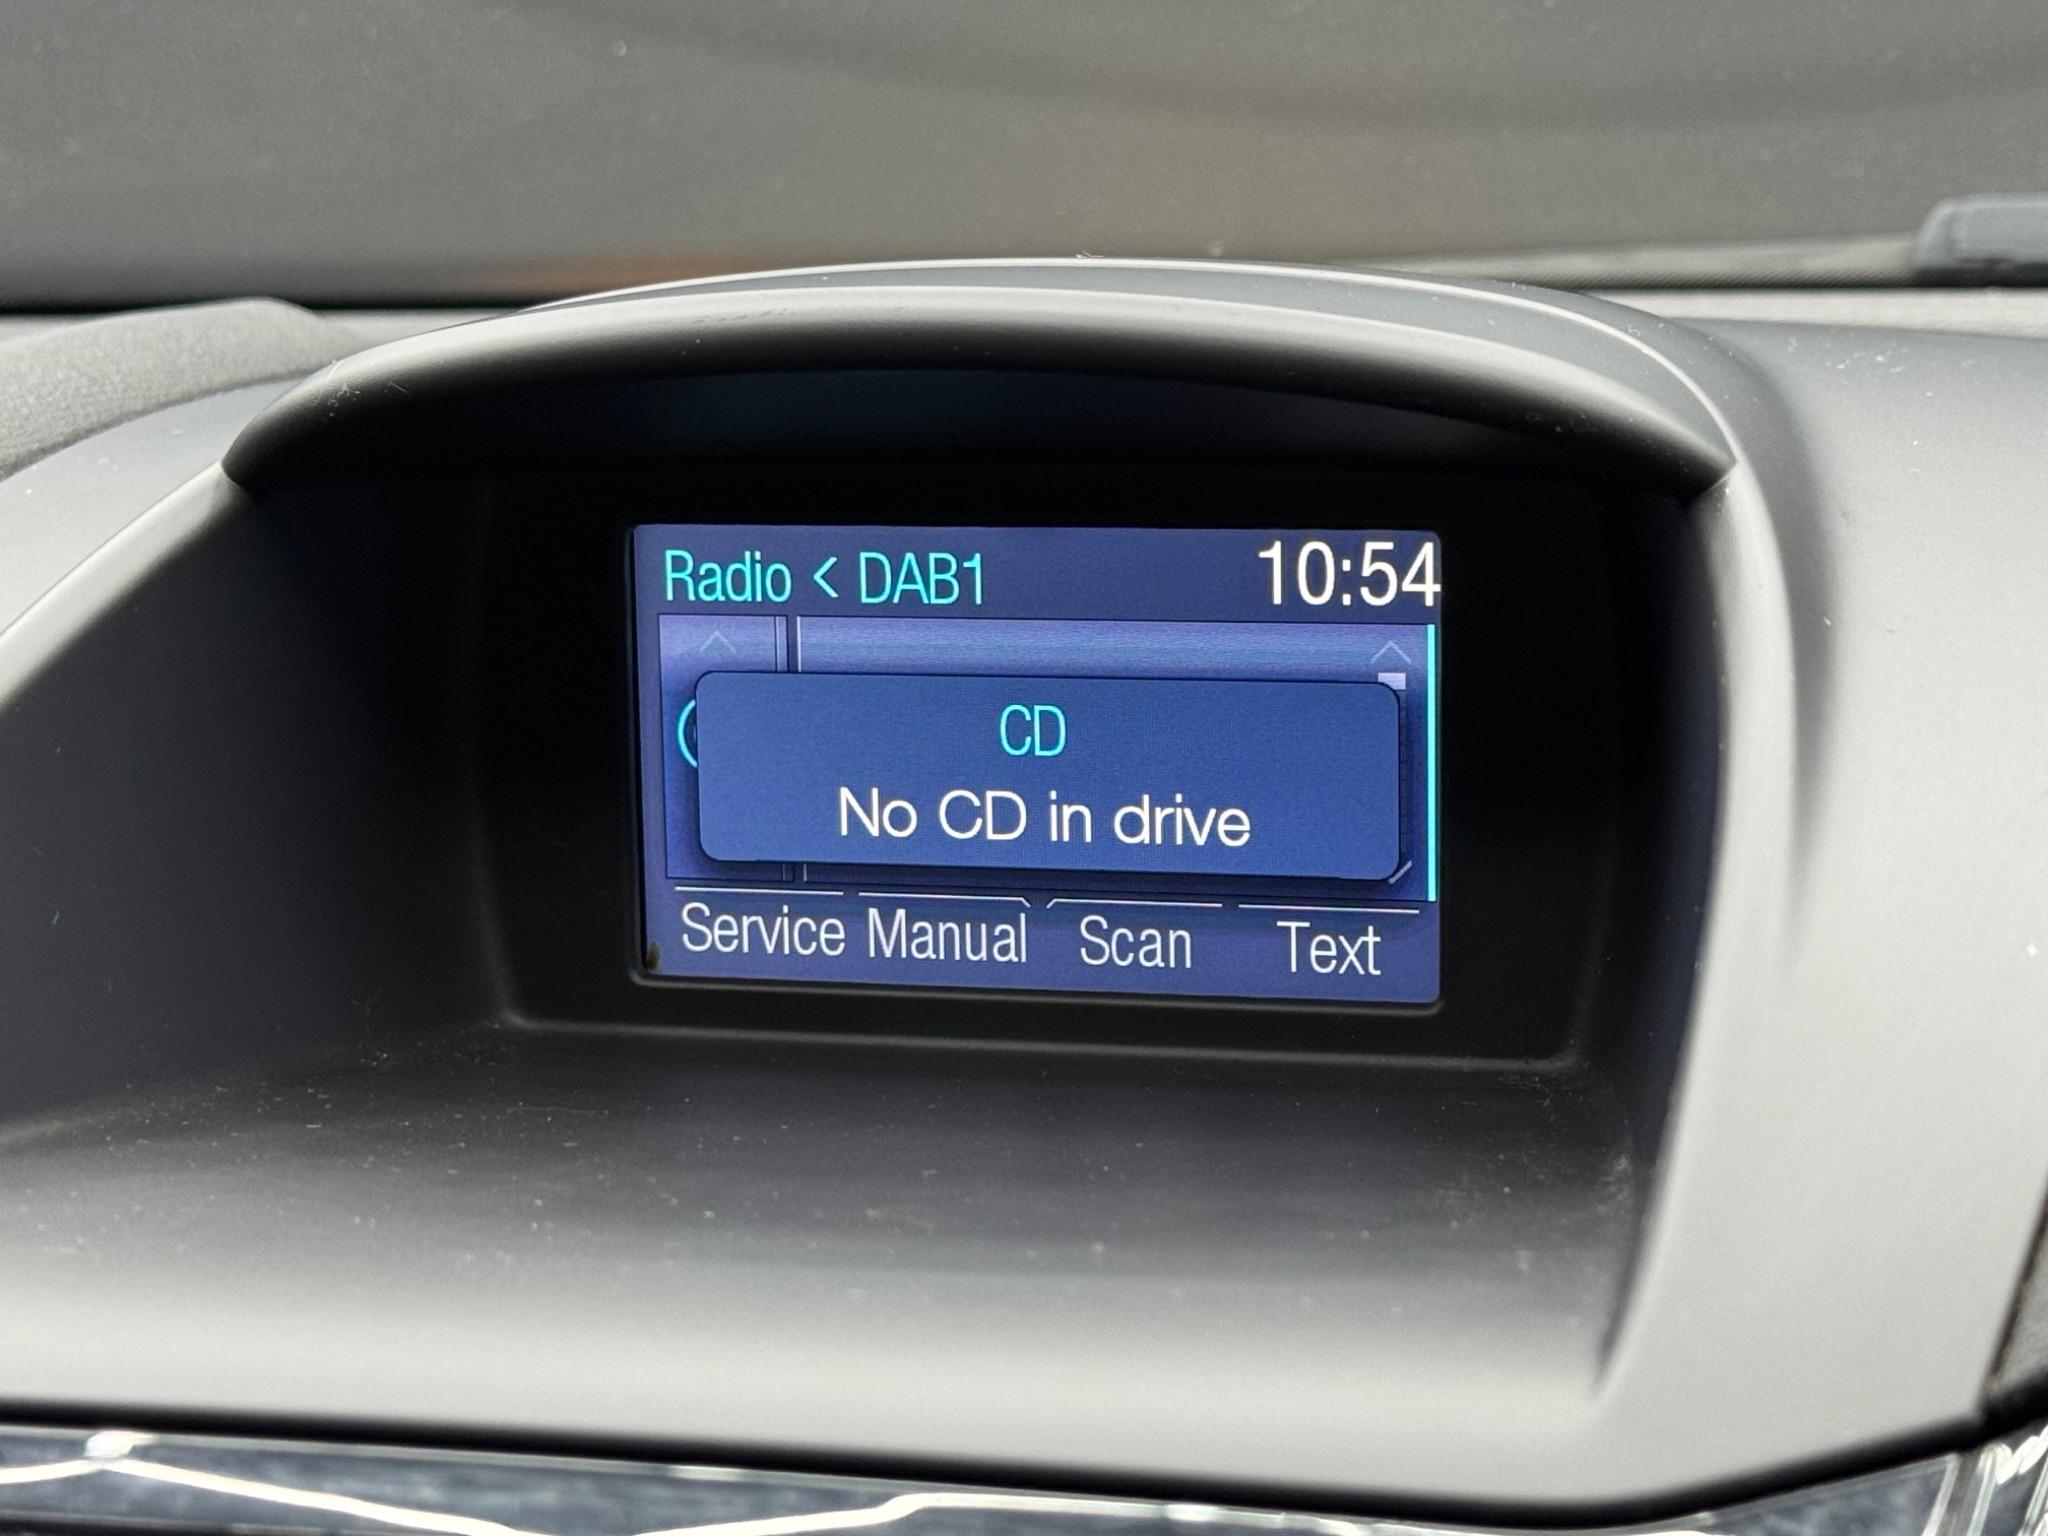 Radio < DAB1 10:54
CD
No CD in drive
Service Manual Scan Text